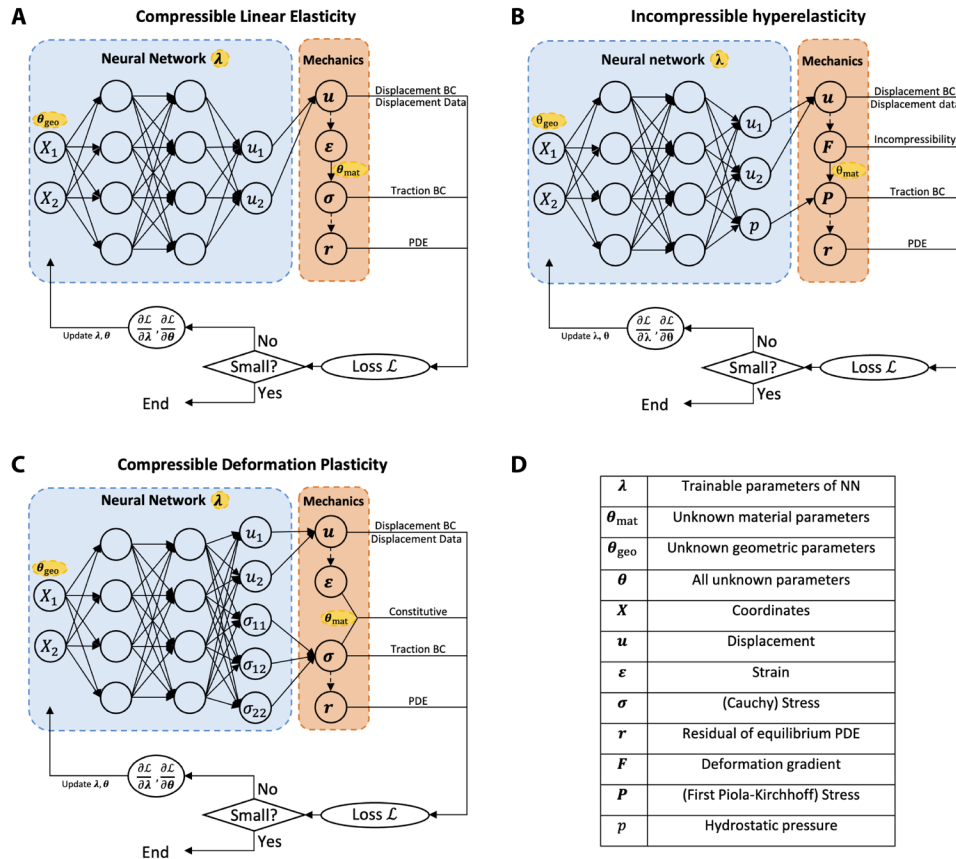 A
Compressible Linear Elasticity
Neural Network λ
Mechanics
θgeo
X1
X2
u1
u2
u
ε
θmat
σ
r
Displacement BC
Displacement Data
Traction BC
PDE
Update λ, θ
∂ℒ/∂λ, ∂ℒ/∂θ
No
Small?
Yes
End
Loss ℒ
B
Incompressible hyperelasticity
Neural network λ
Mechanics
θgeo
X1
X2
u1
u2
p
u
F
θmat
P
r
Displacement BC
Displacement data
Incompressibility
Traction BC
PDE
Update λ, θ
∂ℒ/∂λ, ∂ℒ/∂θ
No
Small?
Yes
End
Loss ℒ
C
Compressible Deformation Plasticity
Neural Network λ
Mechanics
θgeo
X1
X2
u1
u2
σ11
σ12
σ22
u
ε
θmat
σ
r
Displacement BC
Displacement Data
Constitutive
Traction BC
PDE
Update λ, θ
∂ℒ/∂λ, ∂ℒ/∂θ
No
Small?
Yes
End
Loss ℒ
D
λ Trainable parameters of NN
θmat Unknown material parameters
θgeo Unknown geometric parameters
θ All unknown parameters
X Coordinates
u Displacement
ε Strain
σ (Cauchy) Stress
r Residual of equilibrium PDE
F Deformation gradient
P (First Piola-Kirchhoff) Stress
p Hydrostatic pressure